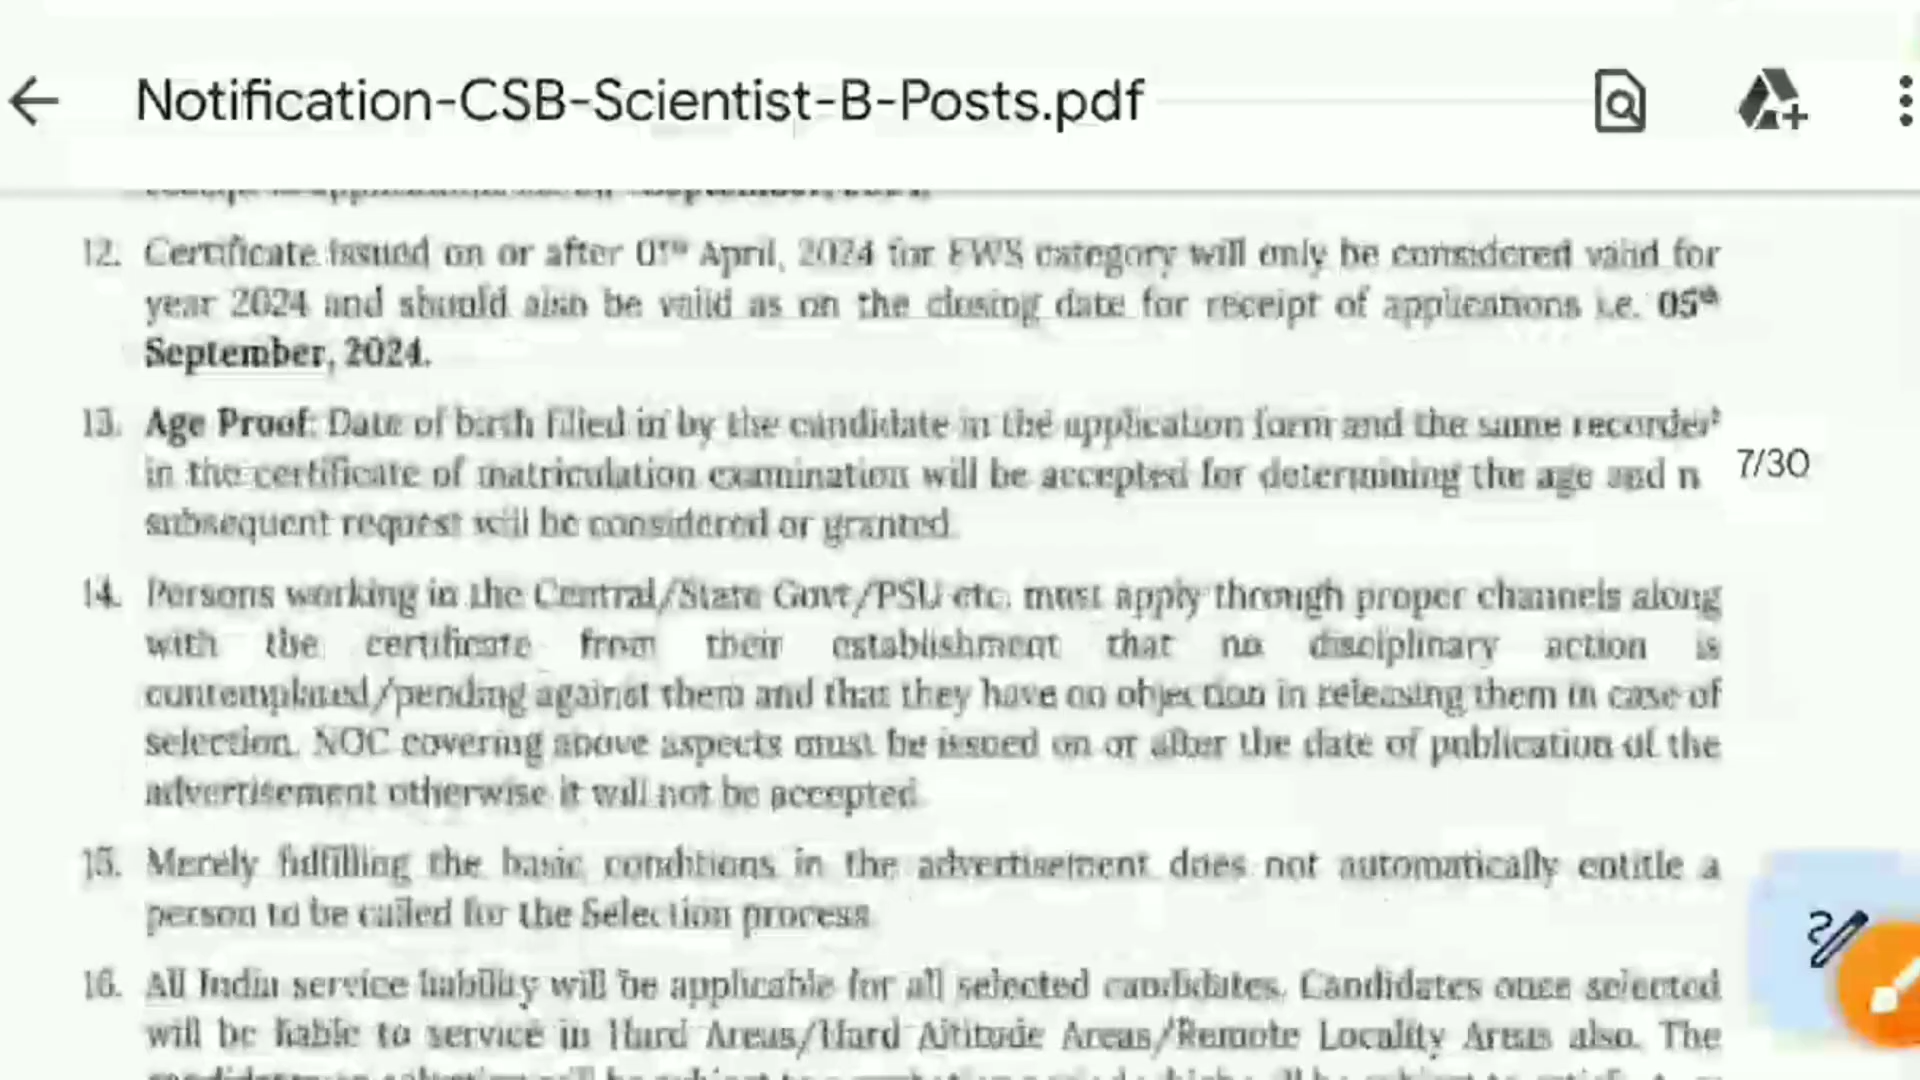 Notification-CSB-Scientist-B-Posts.pdf
September, 2024.
12. Certificate issued on or after 01st April, 2024 for EWS category will only be considered valid for
year 2024 and should also be valid as on the closing date for receipt of applications i.e. 05th
September, 2024.
13. Age Proof: Date of birth filled in by the candidate in the application form and the same recorded
in the certificate of matriculation examination will be accepted for determining the age and n
subsequent request will be considered or granted.
7/30
14. Persons working in the Central/State Govt/PSU etc. must apply through proper channels along
with the certificate from their establishment that no disciplinary action is
contemplated/pending against them and that they have no objection in releasing them in case of
selection. NOC covering above aspects must be issued on or after the date of publication of the
advertisement otherwise it will not be accepted.
15. Merely fulfilling the basic conditions in the advertisement does not automatically entitle a
person to be called for the Selection process.
16. All India service liability will be applicable for all selected candidates. Candidates once selected
will be liable to service in Hard Areas/Hard Altitude Areas/Remote Locality Areas also. The